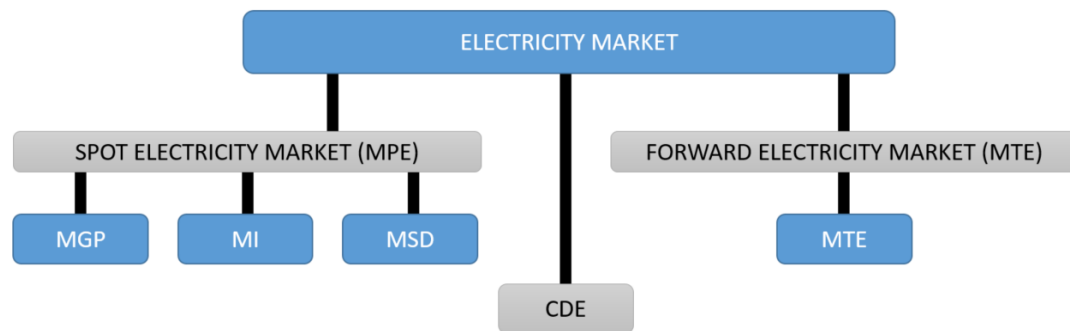 ELECTRICITY MARKET
SPOT ELECTRICITY MARKET (MPE)
FORWARD ELECTRICITY MARKET (MTE)
MGP
MI
MSD
MTE
CDE